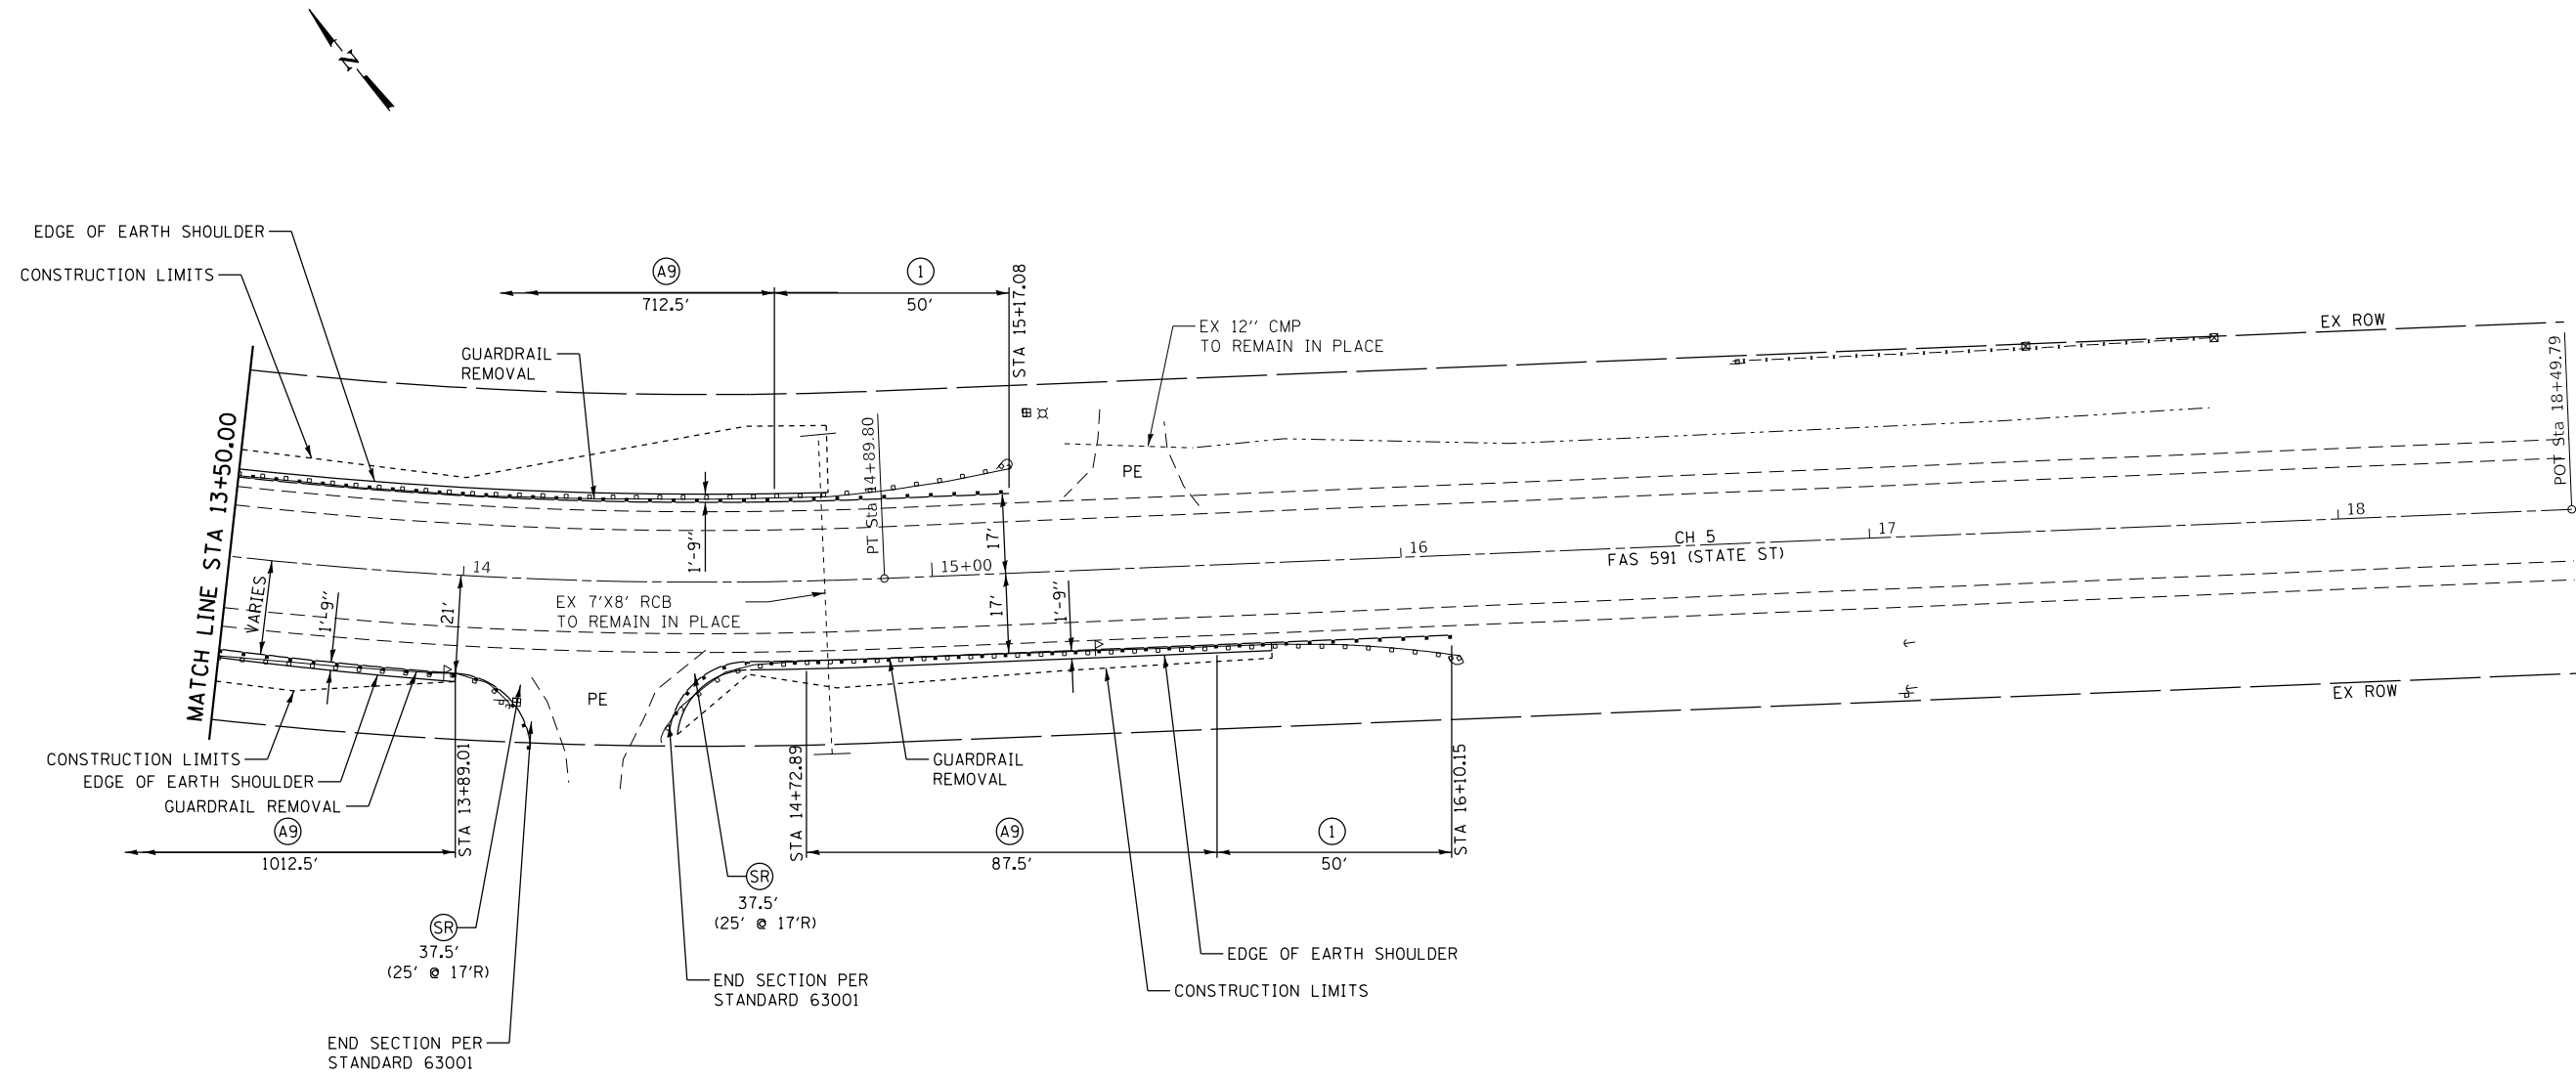 N
EDGE OF EARTH SHOULDER
CONSTRUCTION LIMITS
A9
712.5'
1
50'
STA 15+17.08
GUARDRAIL
REMOVAL
EX 12'' CMP
TO REMAIN IN PLACE
EX ROW
POT Sta 18+49.79
MATCH LINE STA 13+50.00
PT Sta 14+89.80
PE
1'-9''
17'
14
15+00
16
17
18
CH 5
FAS 591 (STATE ST)
VARIES
1'-9''
21'
EX 7'X8' RCB
TO REMAIN IN PLACE
17'
1'-9''
PE
EX ROW
CONSTRUCTION LIMITS
EDGE OF EARTH SHOULDER
GUARDRAIL REMOVAL
A9
1012.5'
STA 13+89.01
STA 14+72.89
GUARDRAIL
REMOVAL
A9
87.5'
1
50'
STA 16+10.15
SR
37.5'
(25' @ 17'R)
SR
37.5'
(25' @ 17'R)
END SECTION PER
STANDARD 63001
EDGE OF EARTH SHOULDER
CONSTRUCTION LIMITS
END SECTION PER
STANDARD 63001